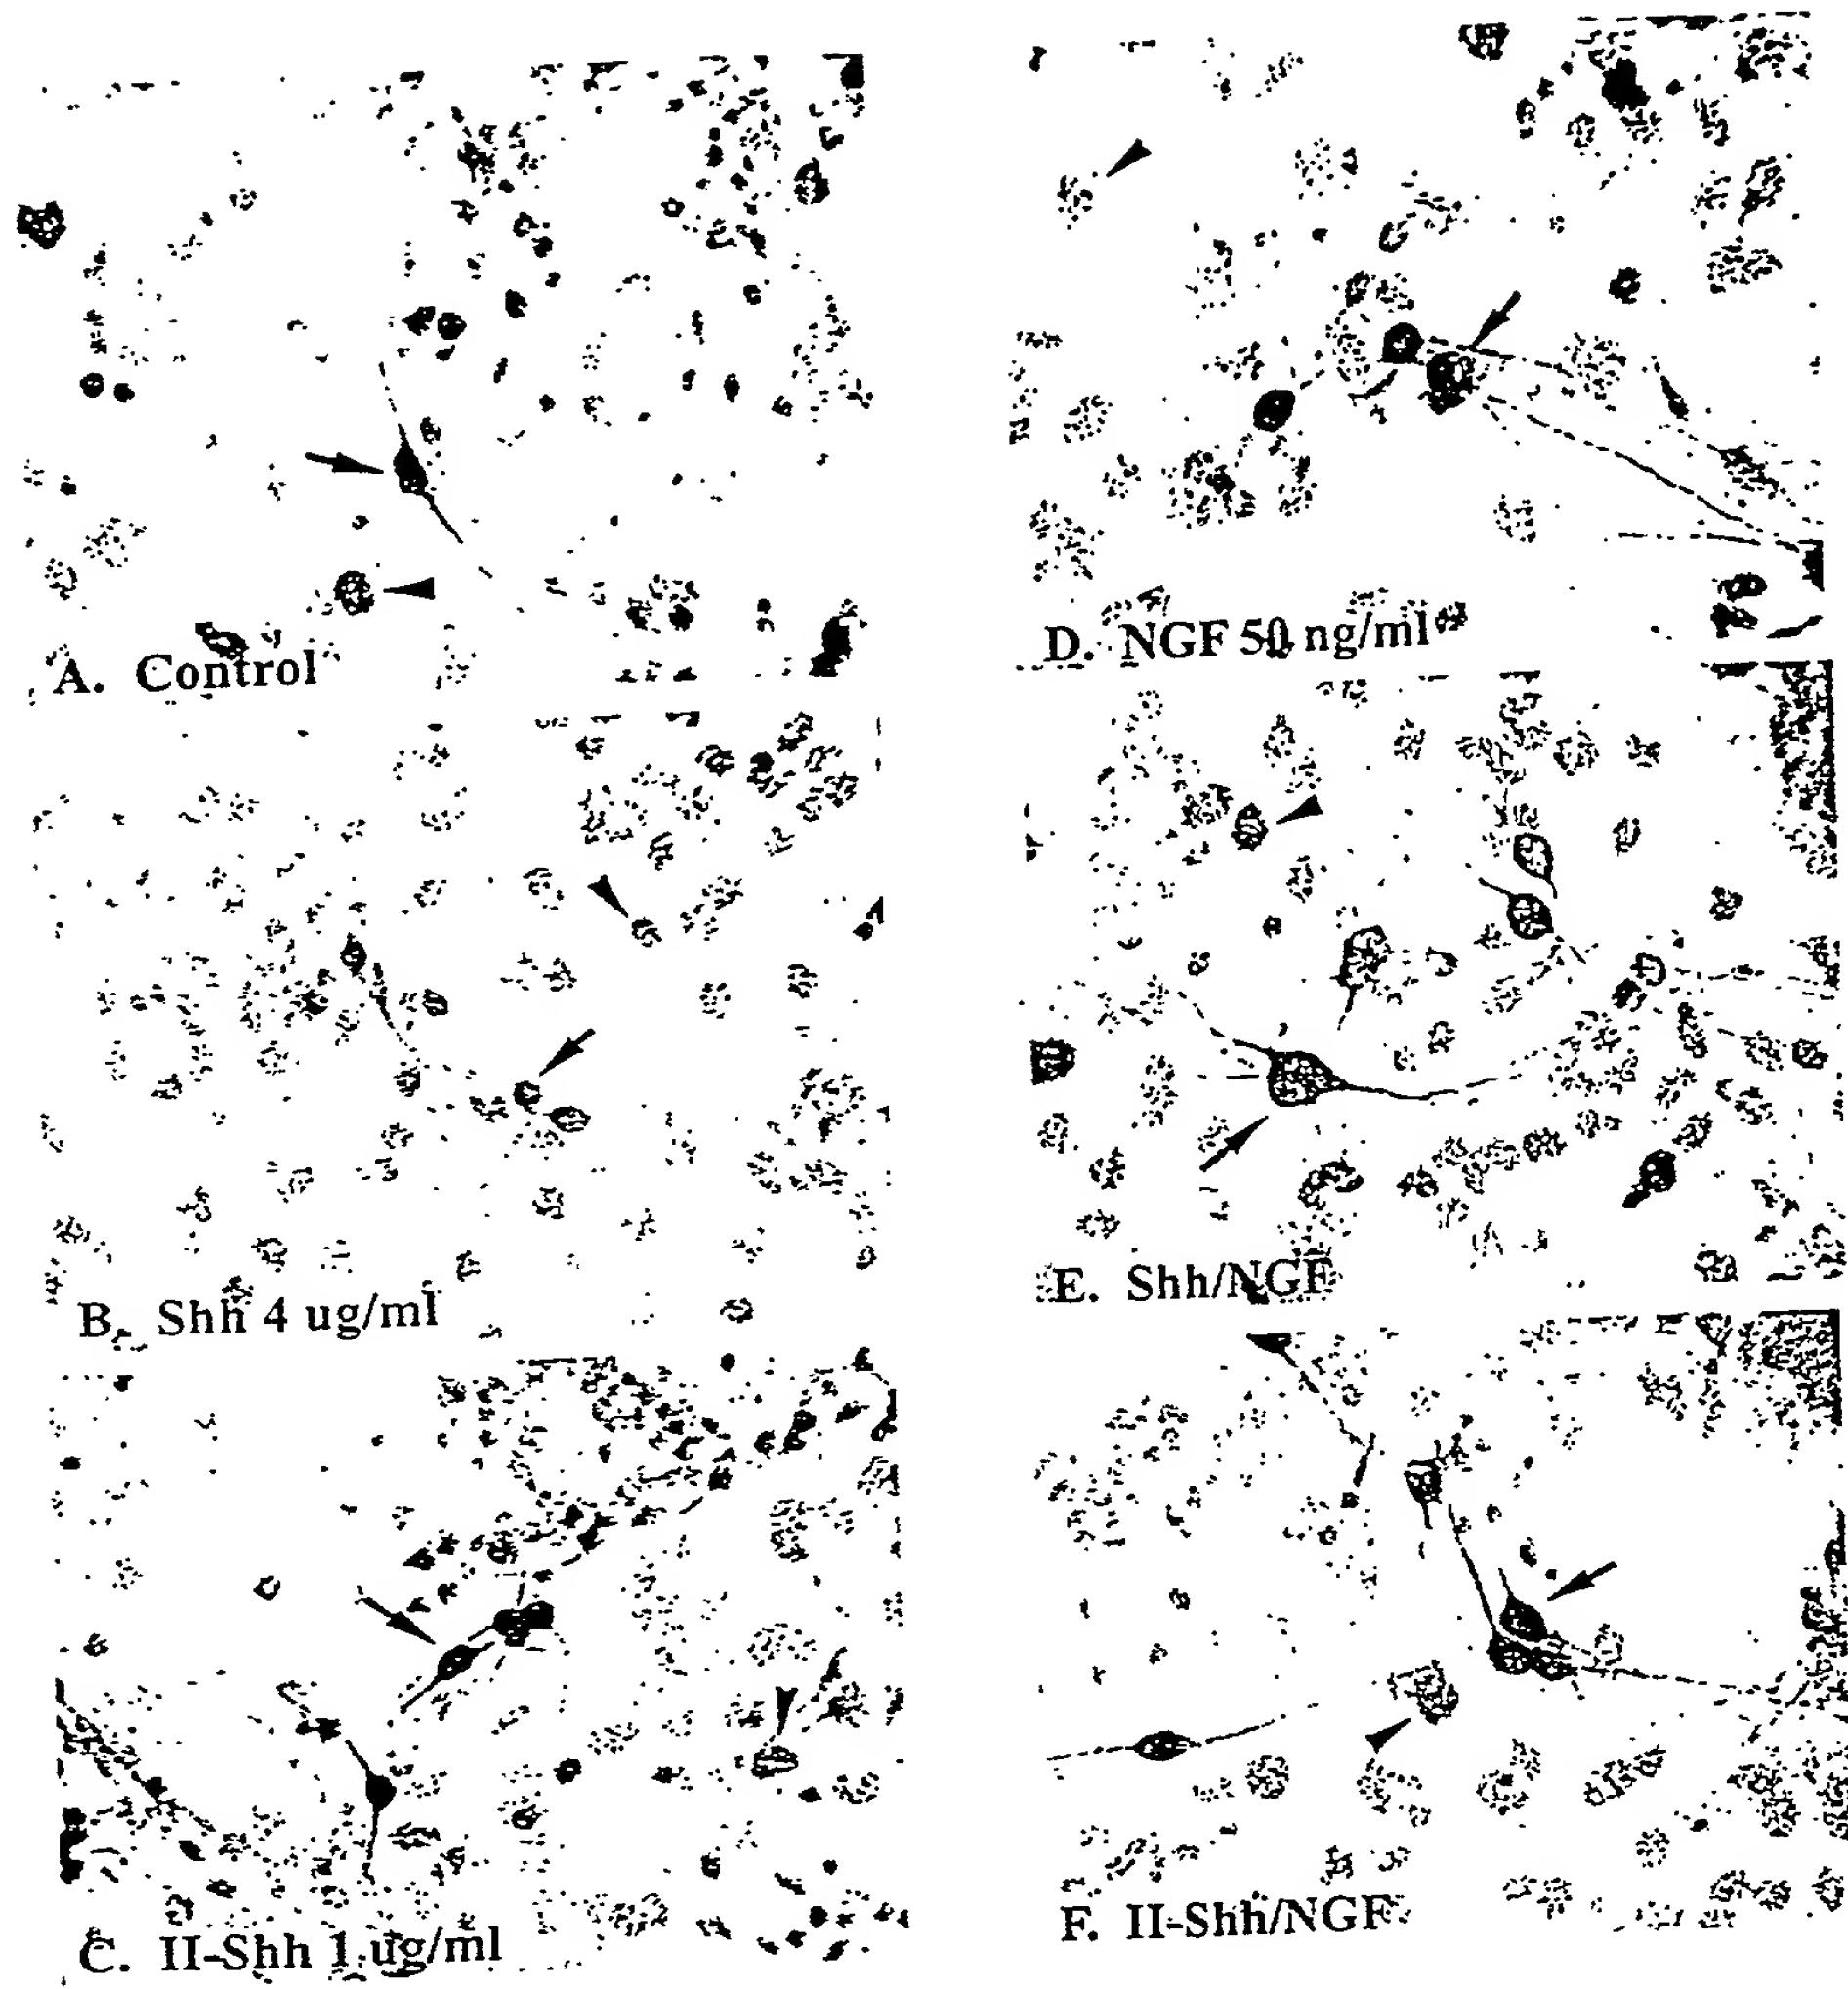 A. Control
B. Shh 4 ug/ml
C. II-Shh 1 ug/ml
D. NGF 50 ng/ml
E. Shh/NGF
F. II-Shh/NGF